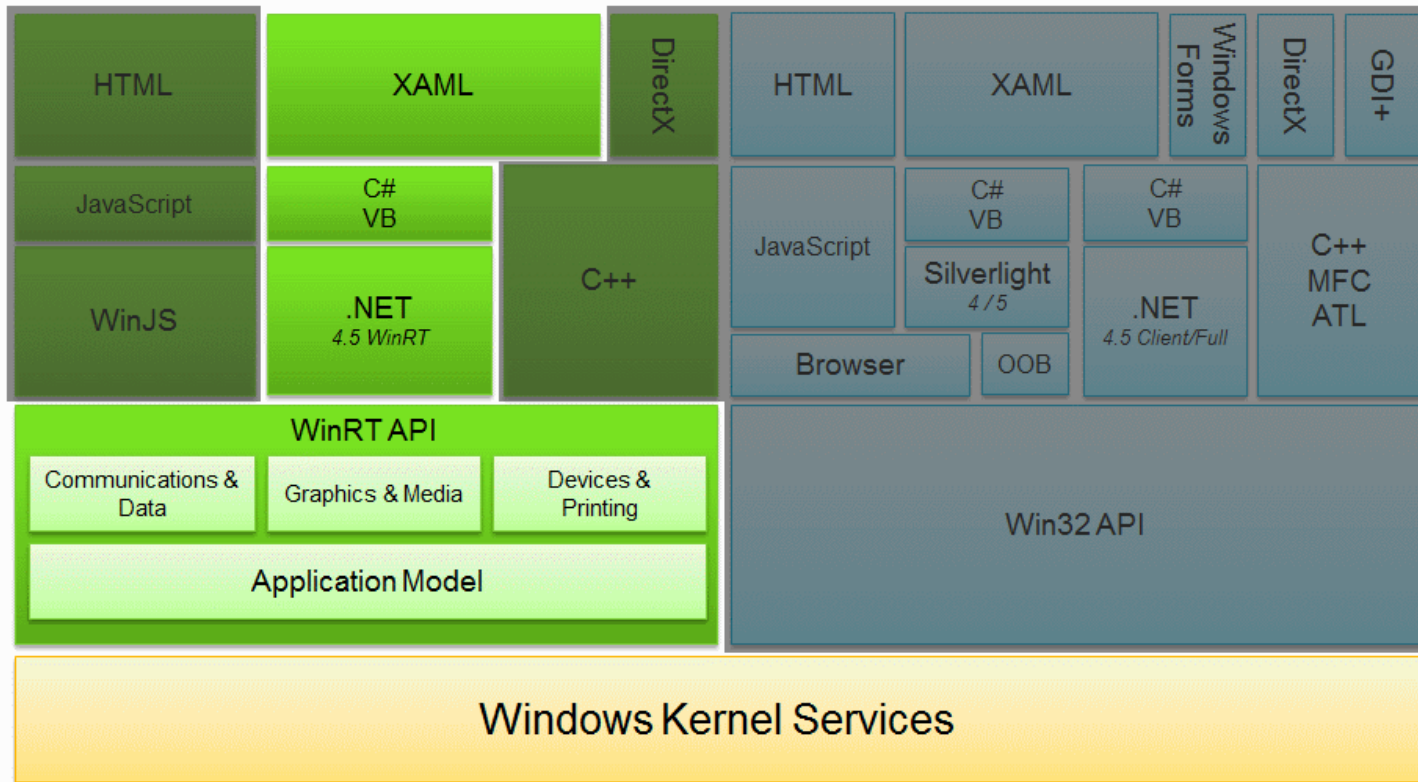 HTML
XAML
DirectX
HTML
XAML
Windows
Forms
DirectX
GDI+
JavaScript
C#
VB
C++
JavaScript
C#
VB
C#
VB
C++
MFC
ATL
WinJS
.NET
4.5 WinRT
Silverlight
4 / 5
.NET
4.5 Client/Full
Browser
OOB
WinRT API
Communications &
Data
Graphics & Media
Devices &
Printing
Application Model
Win32 API
Windows Kernel Services